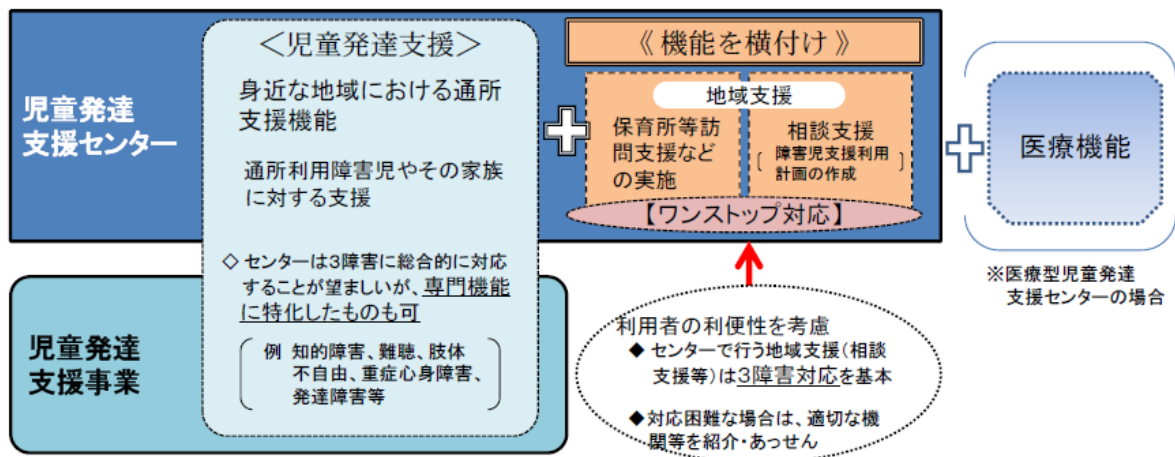 児童発達
支援センター
＜児童発達支援＞
身近な地域における通所
支援機能
通所利用障害児やその家族
に対する支援
◇ センターは３障害に総合的に対応
することが望ましいが、専門機能
に特化したものも可
例 知的障害、難聴、肢体
不自由、重症心身障害、
発達障害等
《 機能を横付け 》
地域支援
保育所等訪
問支援など
の実施
相談支援
障害児支援利用
計画の作成
【ワンストップ対応】
医療機能
※医療型児童発達
支援センターの場合
児童発達
支援事業
利用者の利便性を考慮
◆ センターで行う地域支援(相談
支援等)は３障害対応を基本
◆対応困難な場合は、適切な機
関等を紹介・あっせん